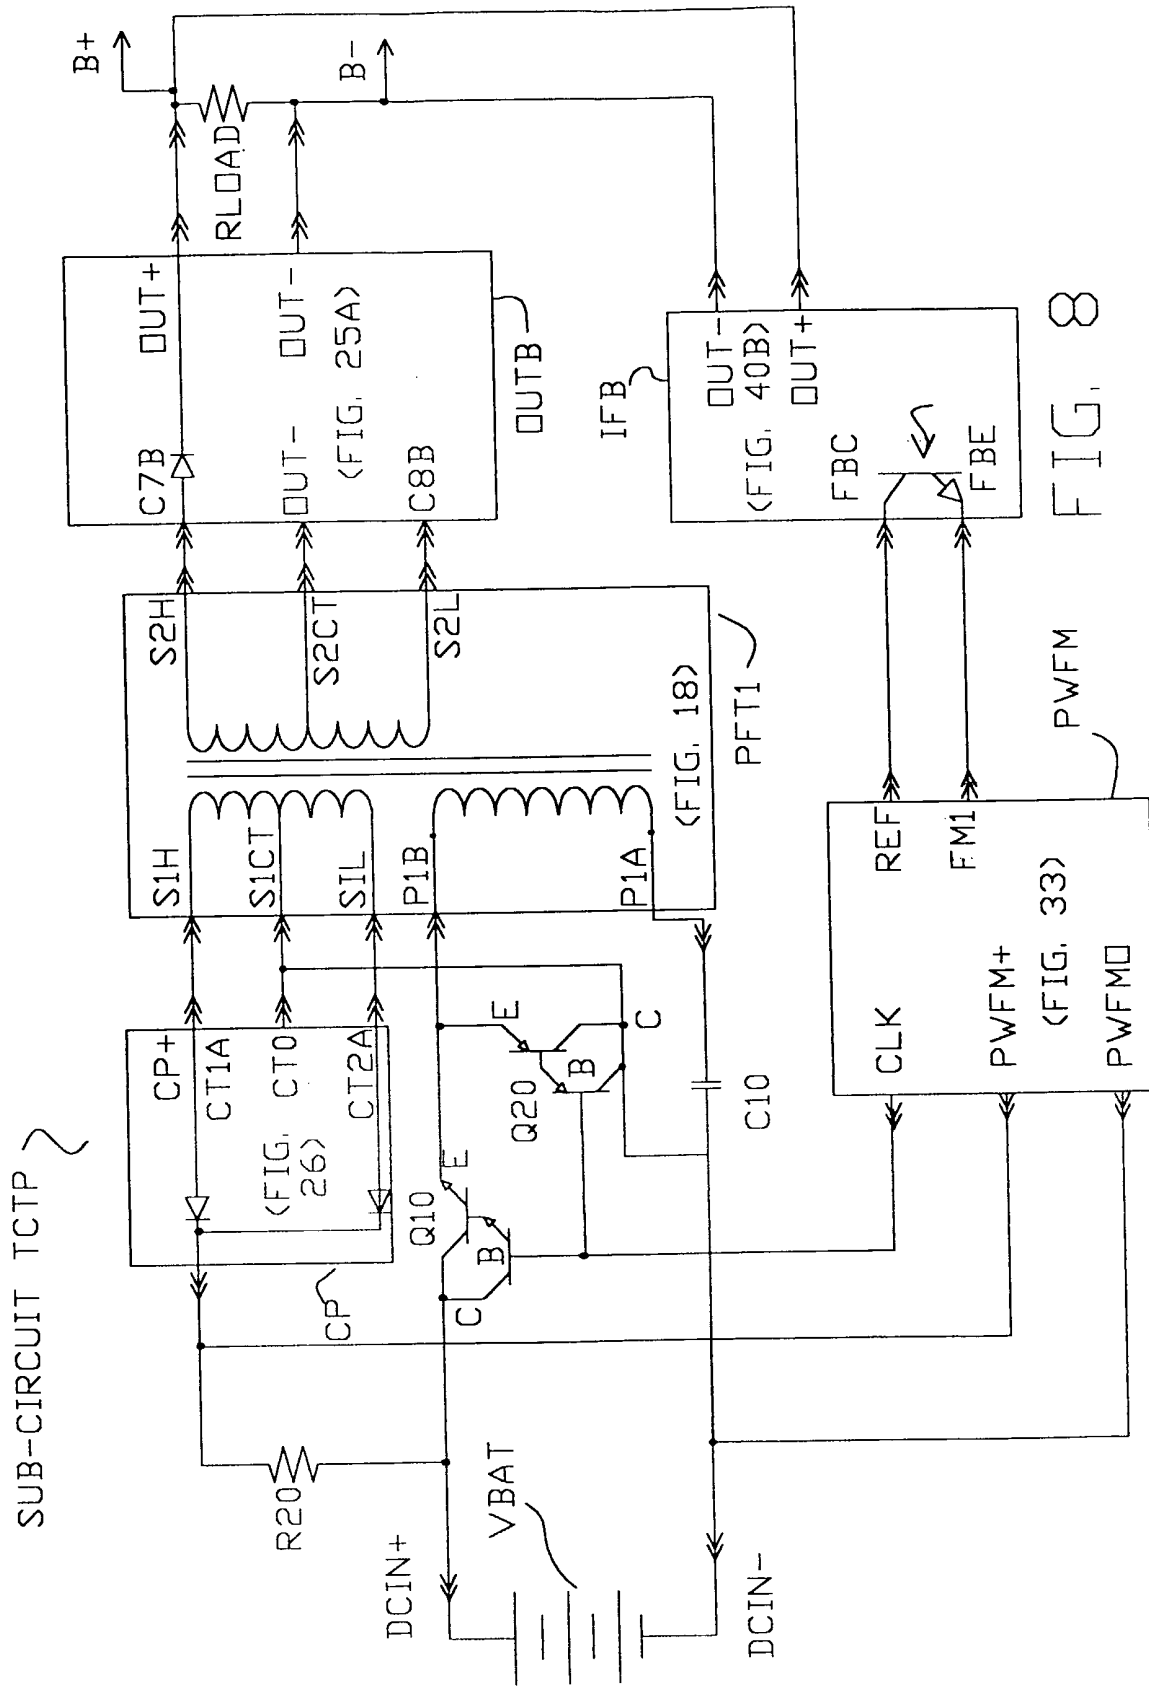 SUB-CIRCUIT TCTP
B+
B-
RLOAD
OUT+
OUT-
C7B
OUT-
C8B
(FIG. 25A)
OUTB
S2H
S2CT
S2L
S1H
S1CT
SIL
P1B
P1A
(FIG. 18)
PFT1
CP+
CT1A
CT0
CT2A
(FIG.
26)
CP
R20
Q10
C
B
E
Q20
E
B
C
C10
DCIN+
VBAT
DCIN-
IFB
OUT-
(FIG. 40B)
OUT+
FBC
FBE
PWFM
REF
FM1
CLK
PWFM+
(FIG. 33)
PWFMO
FIG. 8